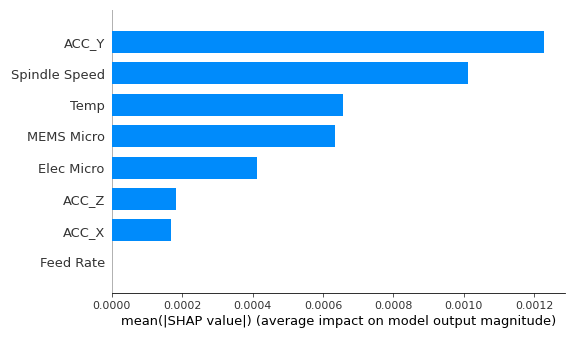 ACC_Y
Spindle Speed
Temp
MEMS Micro
Elec Micro
ACC_Z
ACC_X
Feed Rate
0.0000 0.0002 0.0004 0.0006 0.0008 0.0010 0.0012
mean(|SHAP value|) (average impact on model output magnitude)